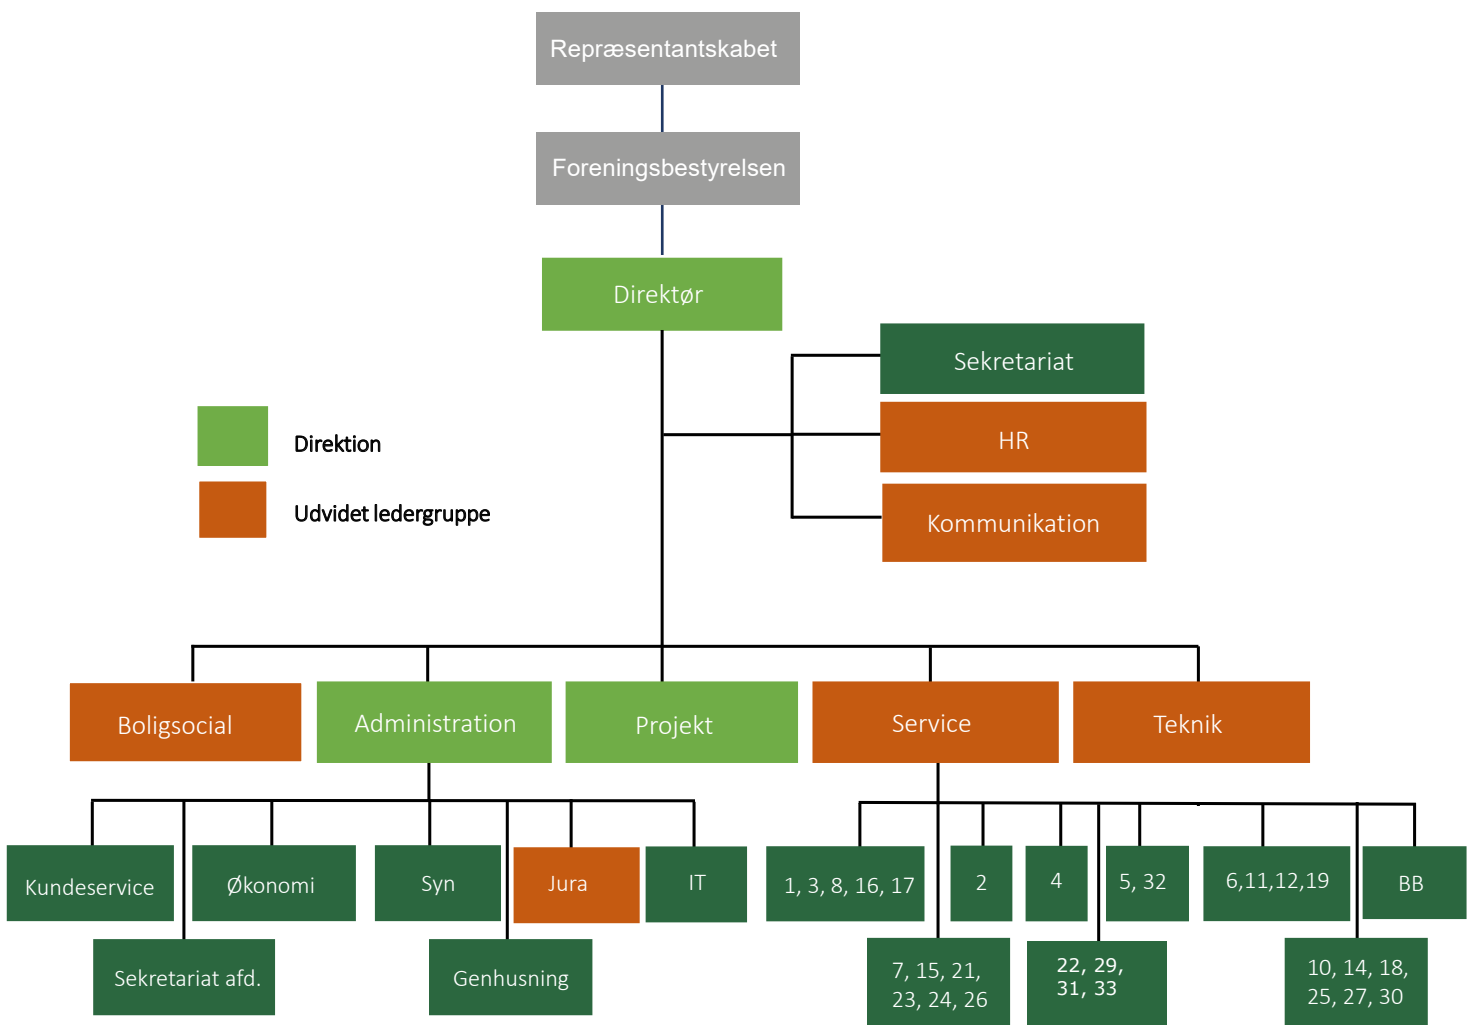 Repræsentantskabet
Foreningsbestyrelsen
Direktør
Sekretariat
HR
Kommunikation
Direktion
Udvidet ledergruppe
Boligsocial
Administration
Projekt
Service
Teknik
Kundeservice
Økonomi
Syn
Jura
IT
1, 3, 8, 16, 17
2
4
5, 32
6,11,12,19
BB
Sekretariat afd.
Genhusning
7, 15, 21,
23, 24, 26
22, 29,
31, 33
10, 14, 18,
25, 27, 30